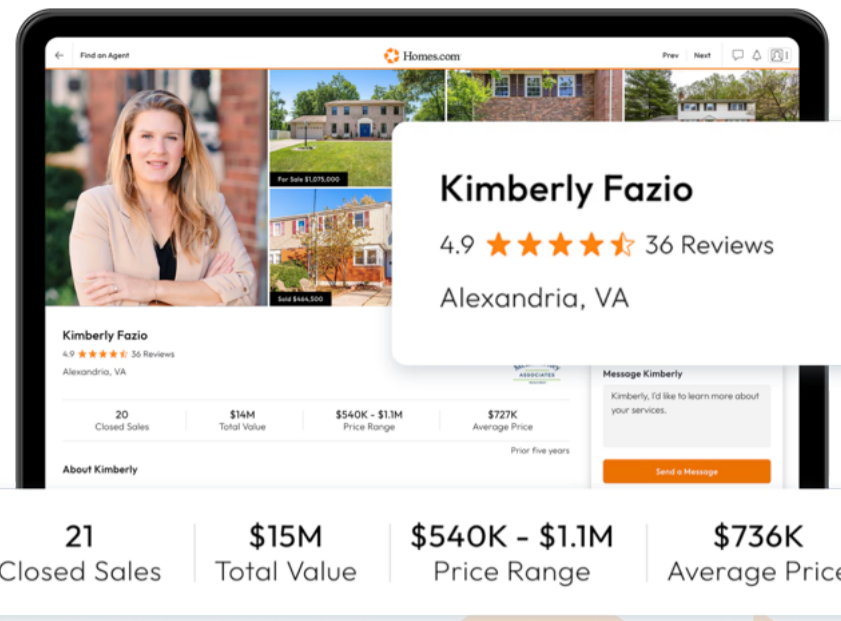 Find an Agent
Homes.com
Prev Next
For Sale $1,075,000
Sold $464,500
Kimberly Fazio
4.9 36 Reviews
Alexandria, VA
Kimberly Fazio
4.9 36 Reviews
Alexandria, VA
ASSOCIATES
20 $14M $540K - $1.1M $727K
Closed Sales Total Value Price Range Average Price
Prior five years
About Kimberly
Message Kimberly
Kimberly, I'd like to learn more about
your services.
Send a Message
21 $15M $540K - $1.1M $736K
Closed Sales Total Value Price Range Average Price